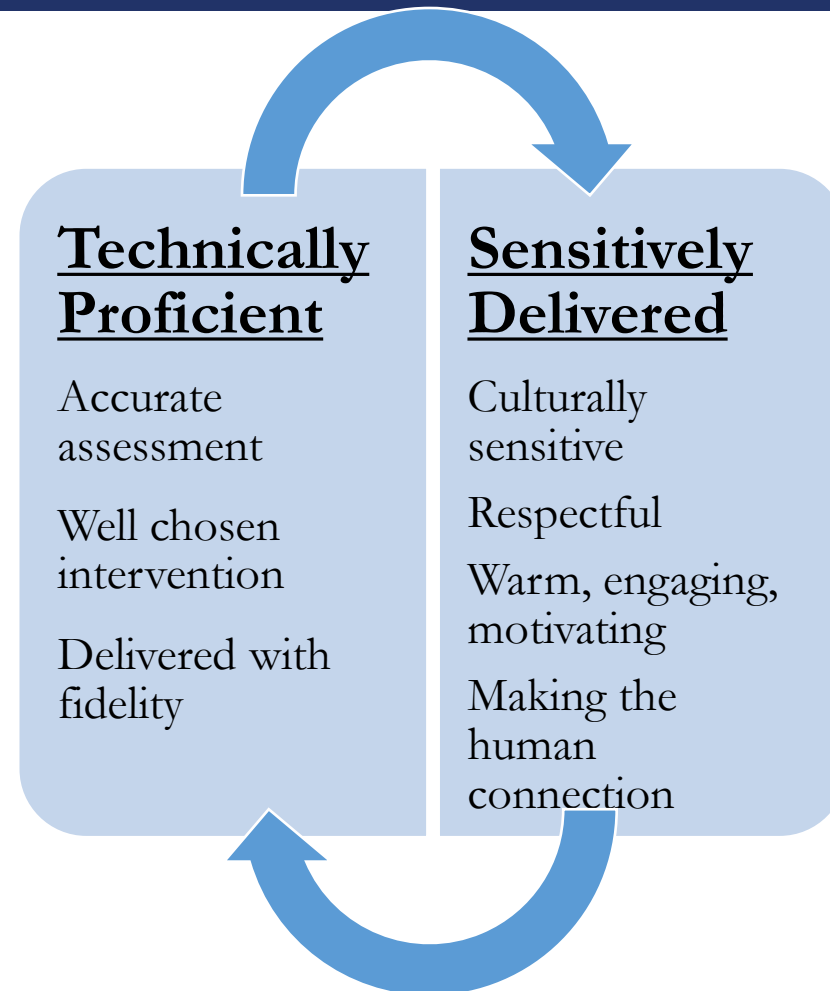 Technically
Proficient
Accurate
assessment
Well chosen
intervention
Delivered with
fidelity
Sensitively
Delivered
Culturally
sensitive
Respectful
Warm, engaging,
motivating
Making the
human
connection